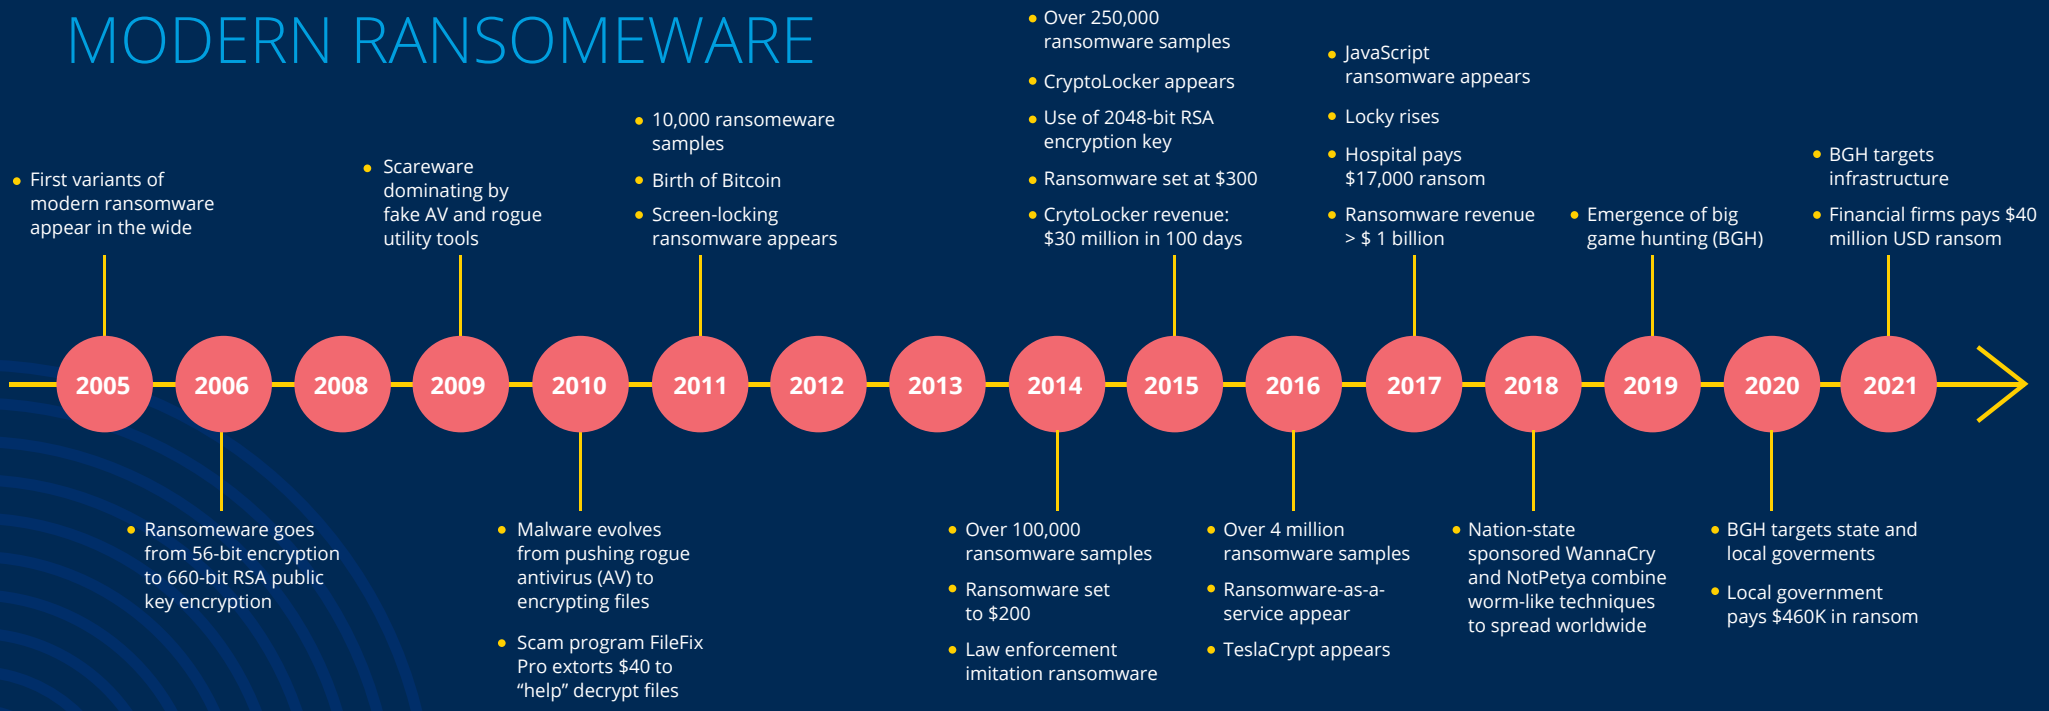 MODERN RANSOMEWARE
First variants of
modern ransomware
appear in the wide
Scareware
dominating by
fake AV and rogue
utility tools
10,000 ransomeware
samples
Birth of Bitcoin
Screen-locking
ransomware appears
Over 250,000
ransomware samples
CryptoLocker appears
Use of 2048-bit RSA
encryption key
Ransomware set at $300
CrytoLocker revenue:
$30 million in 100 days
JavaScript
ransomware appears
Locky rises
Hospital pays
$17,000 ransom
Ransomware revenue
> $ 1 billion
Emergence of big
game hunting (BGH)
BGH targets
infrastructure
Financial firms pays $40
million USD ransom
2005
2006
2008
2009
2010
2011
2012
2013
2014
2015
2016
2017
2018
2019
2020
2021
Ransomeware goes
from 56-bit encryption
to 660-bit RSA public
key encryption
Malware evolves
from pushing rogue
antivirus (AV) to
encrypting files
Scam program FileFix
Pro extorts $40 to
“help” decrypt files
Over 100,000
ransomware samples
Ransomware set
to $200
Law enforcement
imitation ransomware
Over 4 million
ransomware samples
Ransomware-as-a-
service appear
TeslaCrypt appears
Nation-state
sponsored WannaCry
and NotPetya combine
worm-like techniques
to spread worldwide
BGH targets state and
local goverments
Local government
pays $460K in ransom